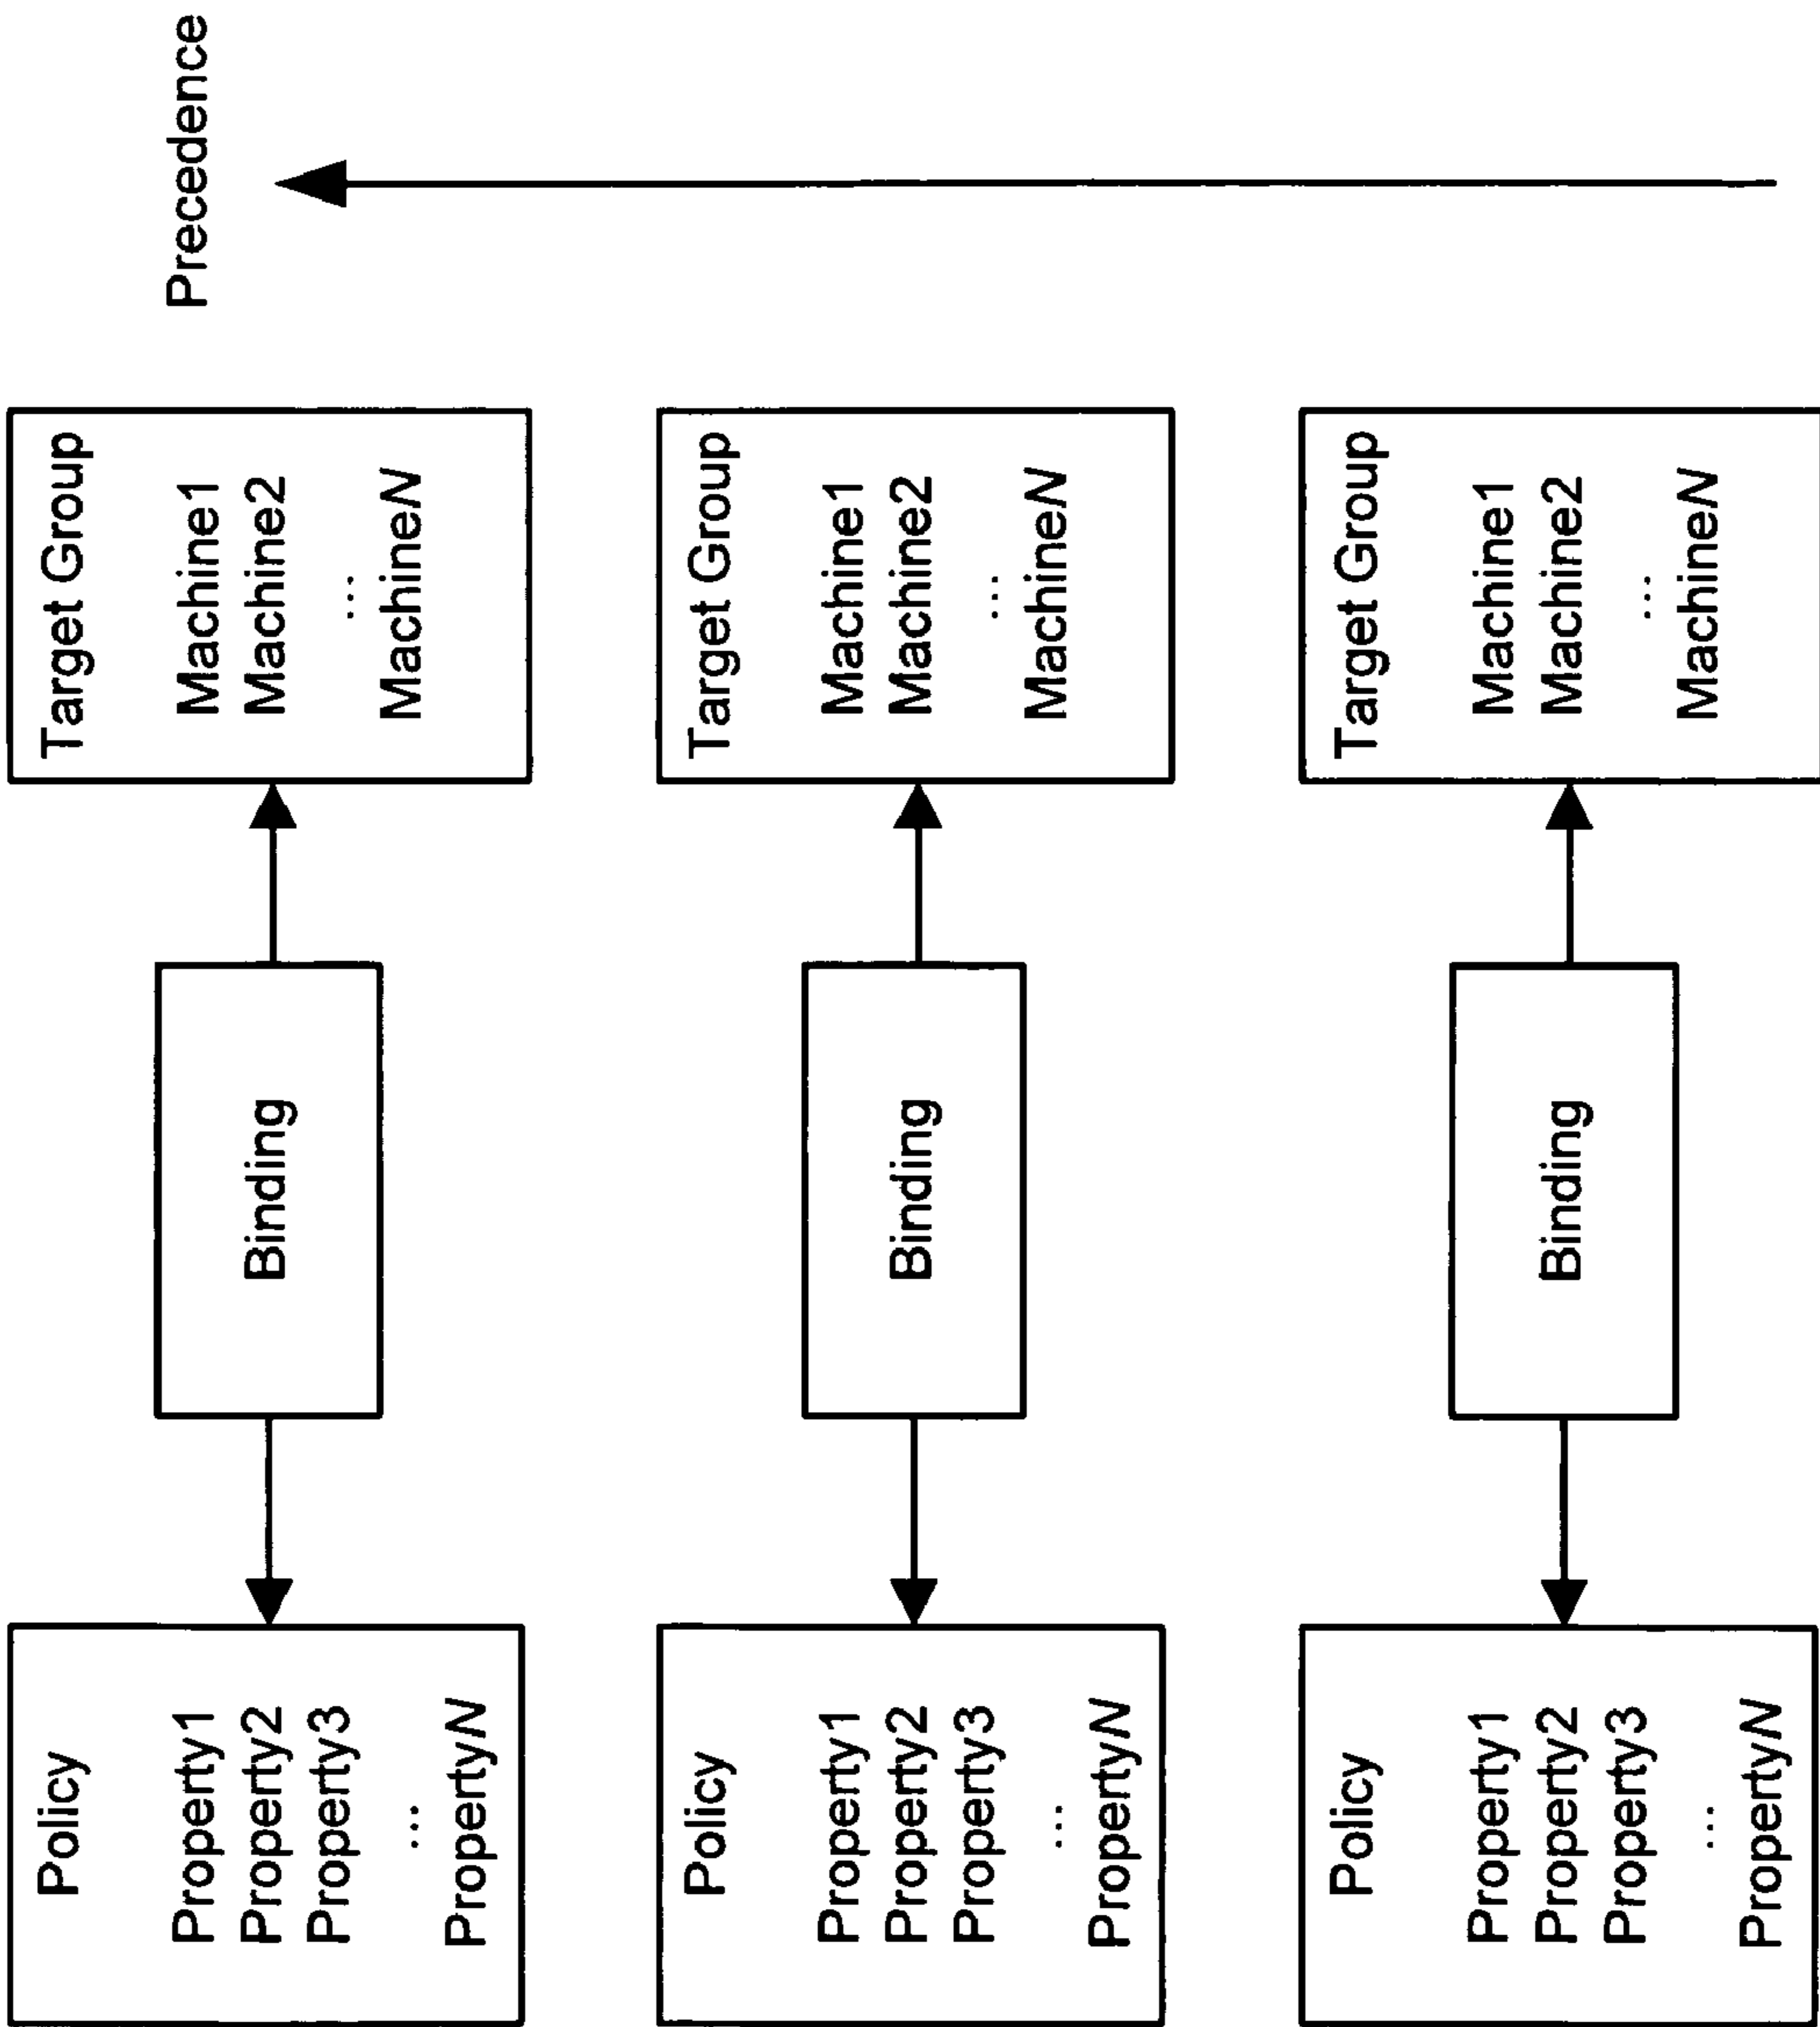 Policy
Property1
Property2
Property3
...
PropertyN
Binding
Target Group
Machine1
Machine2
...
MachineN
Precedence
Policy
Property1
Property2
Property3
...
PropertyN
Binding
Target Group
Machine1
Machine2
...
MachineN
Policy
Property1
Property2
Property3
...
PropertyN
Binding
Target Group
Machine1
Machine2
...
MachineN